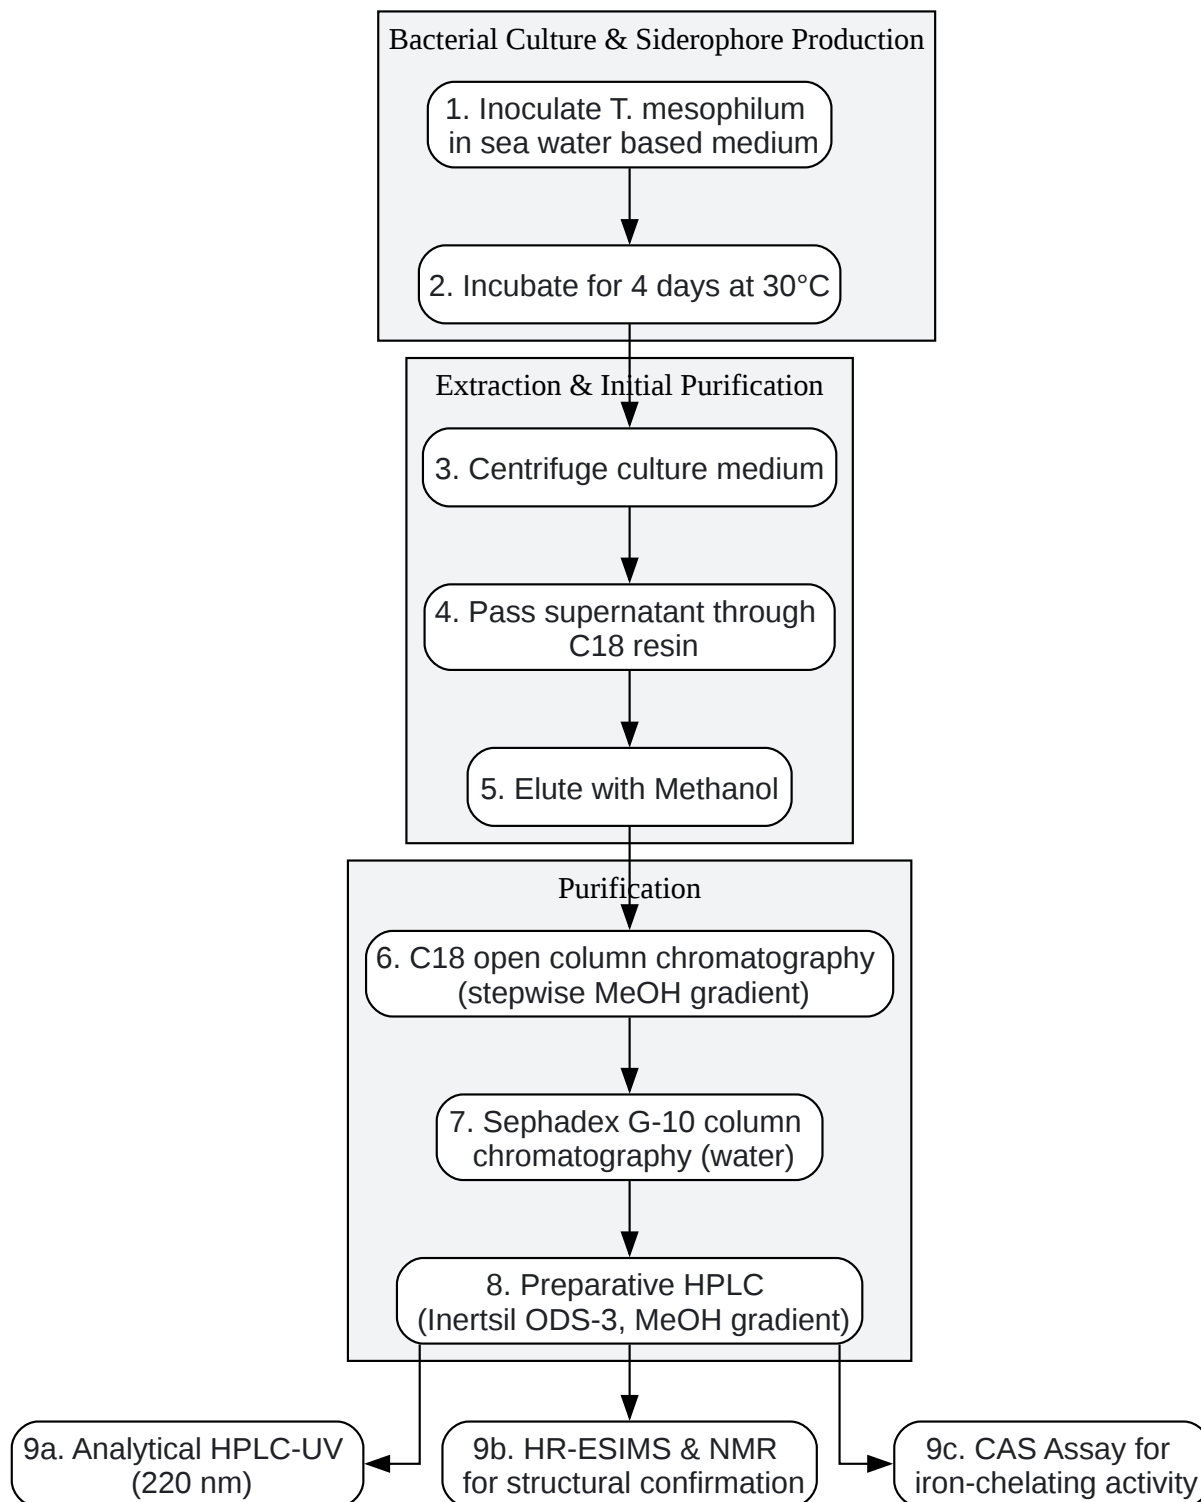 Bacterial Culture & Siderophore Production
1. Inoculate T. mesophilum
in sea water based medium
2. Incubate for 4 days at 30°C
Extraction & Initial Purification
3. Centrifuge culture medium
4. Pass supernatant through
C18 resin
5. Elute with Methanol
Purification
6. C18 open column chromatography
(stepwise MeOH gradient)
7. Sephadex G-10 column
chromatography (water)
8. Preparative HPLC
(Inertsil ODS-3, MeOH gradient)
9a. Analytical HPLC-UV
(220 nm)
9b. HR-ESIMS & NMR
for structural confirmation
9c. CAS Assay for
iron-chelating activity